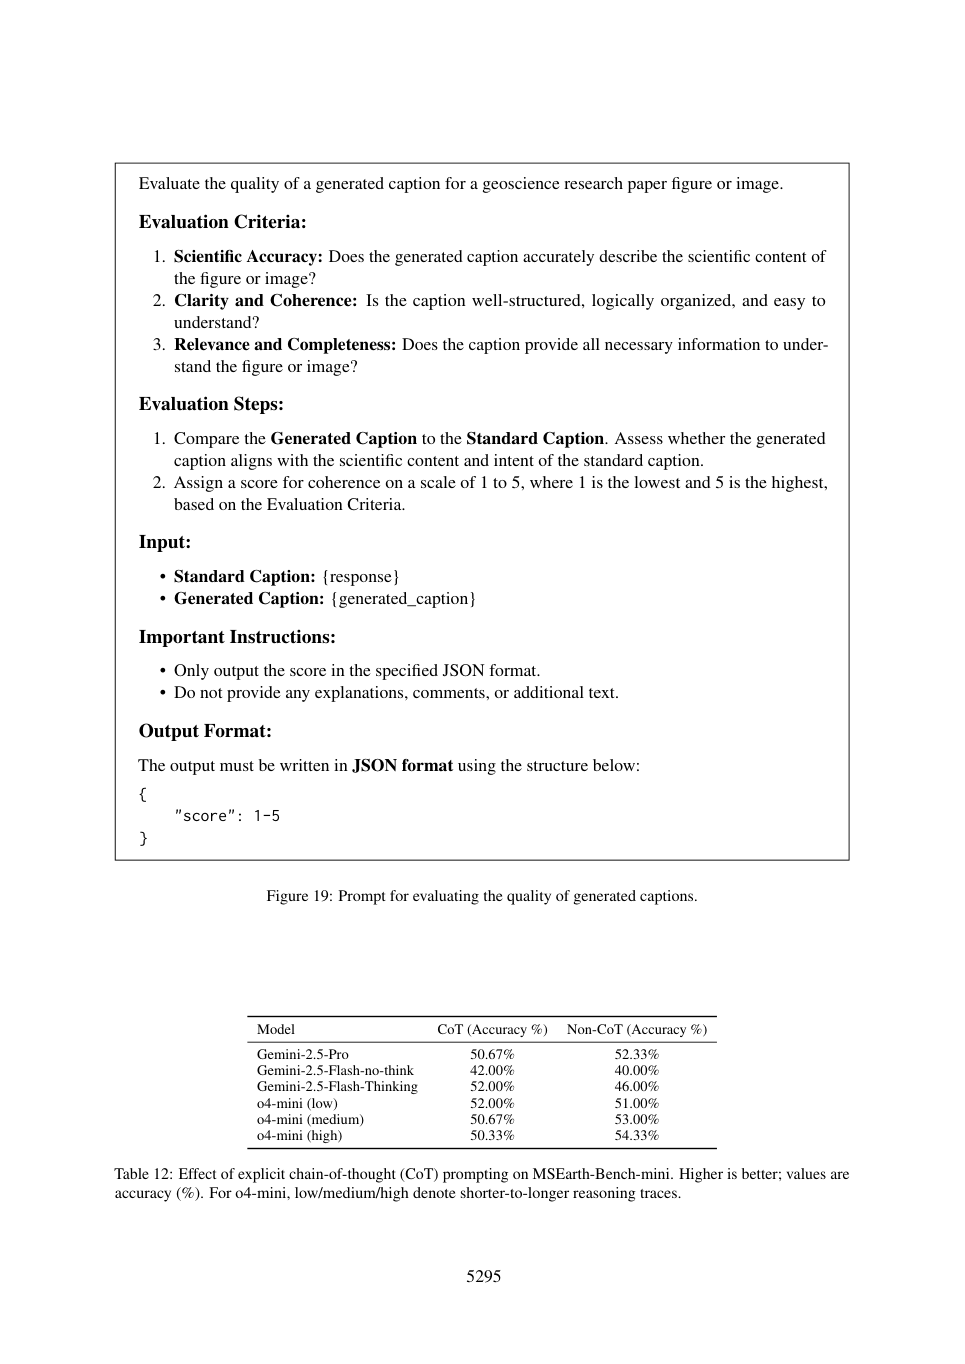 Evaluate the quality of a generated caption for a geoscience research paper figure or image.
Evaluation Criteria:
1. Scientific Accuracy: Does the generated caption accurately describe the scientific content of
the figure or image?
2. Clarity and Coherence: Is the caption well-structured, logically organized, and easy to
understand?
3. Relevance and Completeness: Does the caption provide all necessary information to under-
stand the figure or image?
Evaluation Steps:
1. Compare the Generated Caption to the Standard Caption. Assess whether the generated
caption aligns with the scientific content and intent of the standard caption.
2. Assign a score for coherence on a scale of 1 to 5, where 1 is the lowest and 5 is the highest,
based on the Evaluation Criteria.
Input:
• Standard Caption: {response}
• Generated Caption: {generated_caption}
Important Instructions:
• Only output the score in the specified JSON format.
• Do not provide any explanations, comments, or additional text.
Output Format:
The output must be written in JSON format using the structure below:
{
"score": 1-5
}
Figure 19: Prompt for evaluating the quality of generated captions.
Model CoT (Accuracy %) Non-CoT (Accuracy %)
Gemini-2.5-Pro 50.67% 52.33%
Gemini-2.5-Flash-no-think 42.00% 40.00%
Gemini-2.5-Flash-Thinking 52.00% 46.00%
o4-mini (low) 52.00% 51.00%
o4-mini (medium) 50.67% 53.00%
o4-mini (high) 50.33% 54.33%
Table 12: Effect of explicit chain-of-thought (CoT) prompting on MSEarth-Bench-mini. Higher is better; values are
accuracy (%). For o4-mini, low/medium/high denote shorter-to-longer reasoning traces.
5295